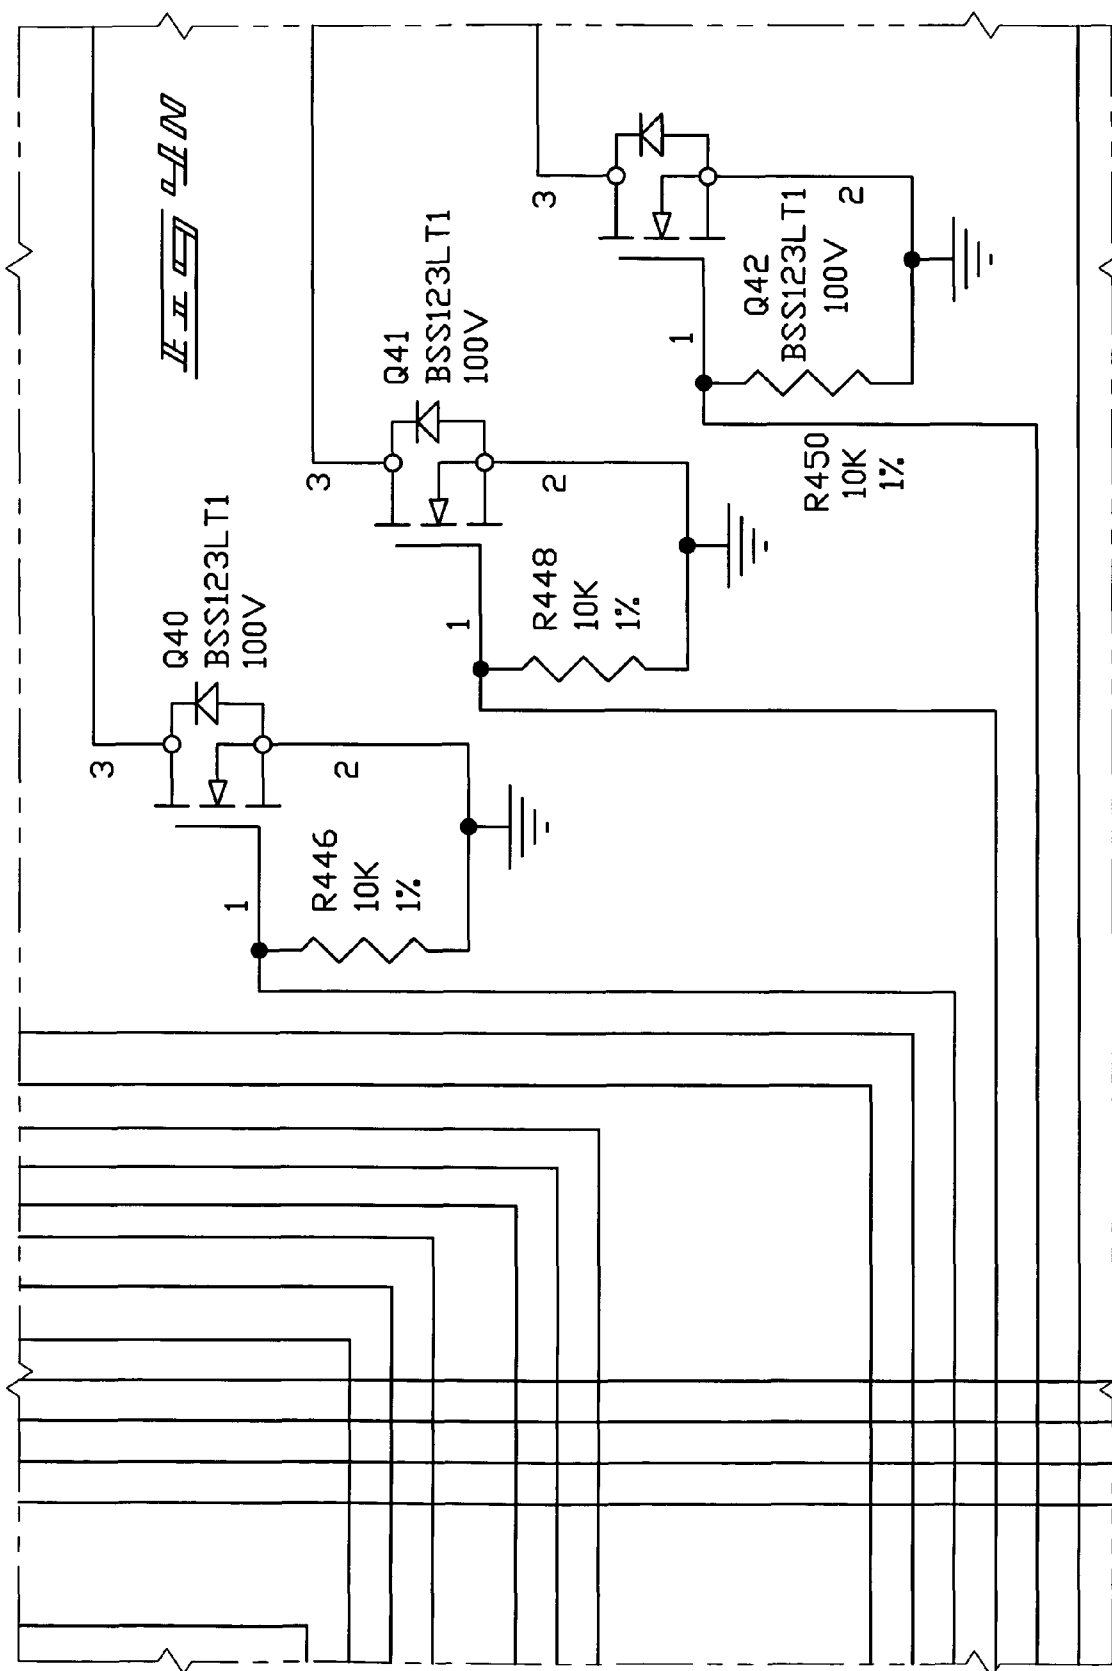 3
Q40
BSS123LT1
100V
1
2
R446
10K
1%
FIG 4N
3
Q41
BSS123LT1
100V
1
2
R448
10K
1%
3
1
Q42
BSS123LT1
100V
2
R450
10K
1%